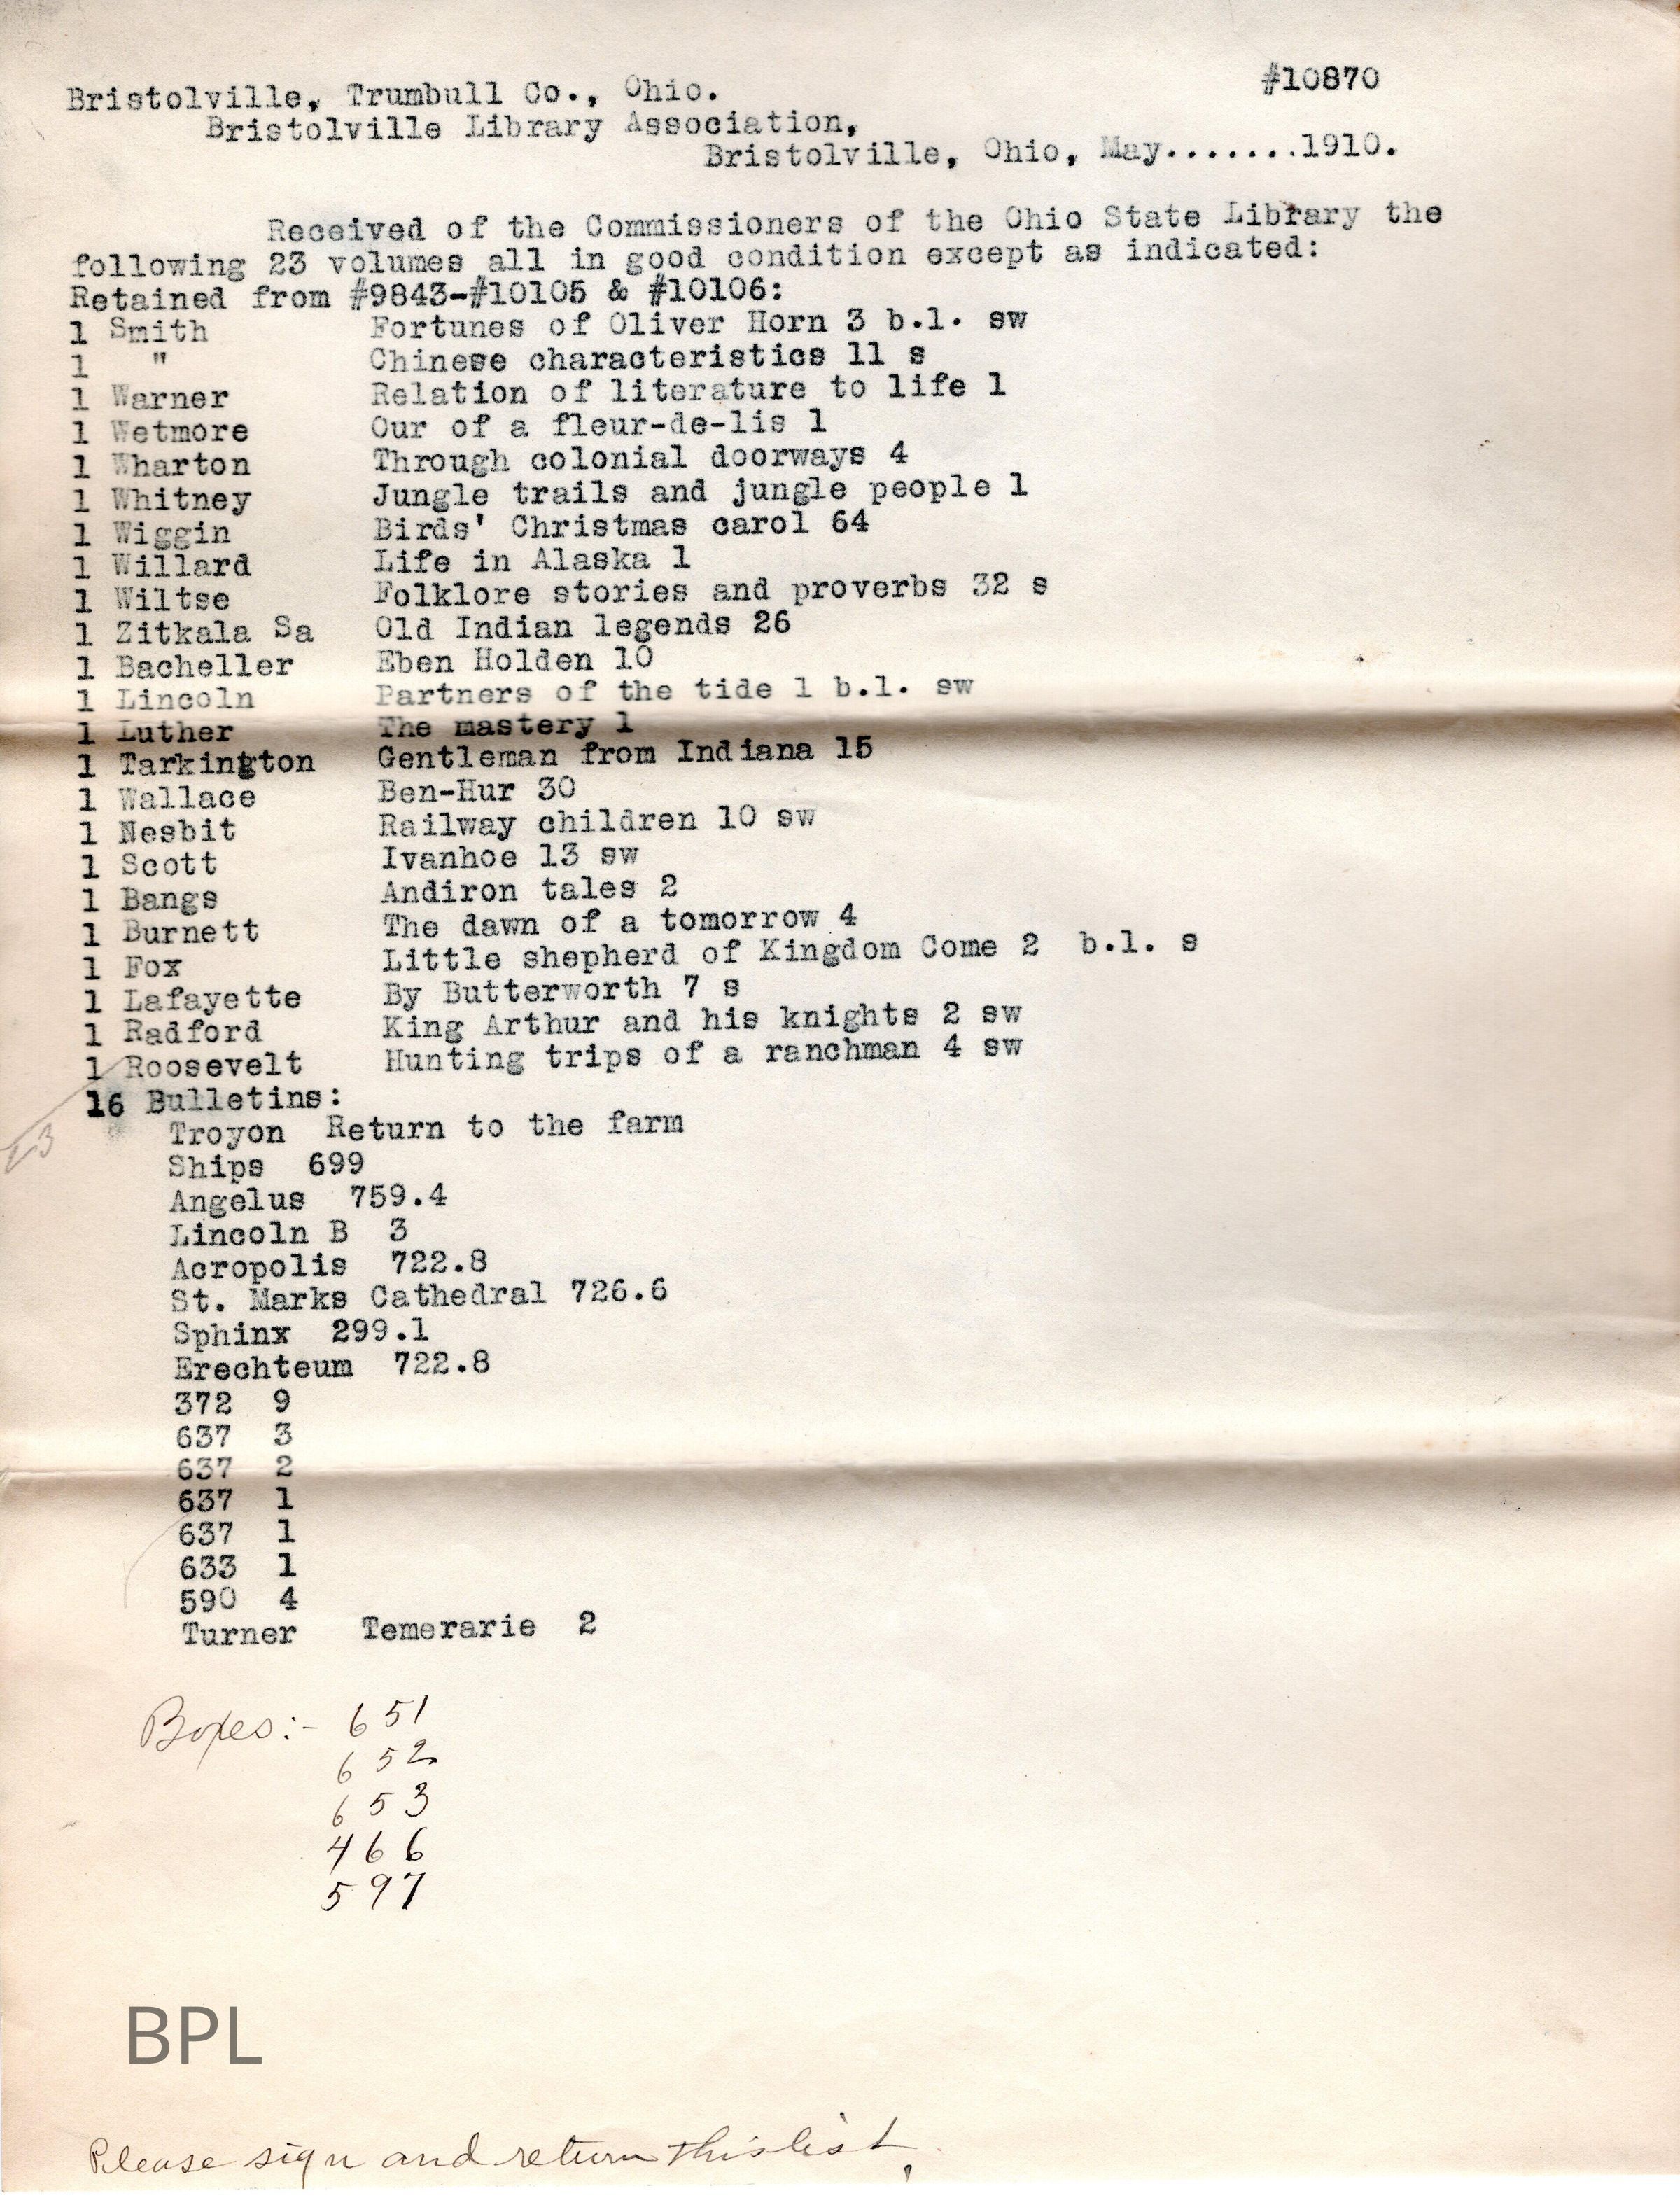 #10870
Bristolville, Trumbull Co., Ohio.
Bristolville Library Association,
Bristolville, Ohio, May.......1910.
Received of the Commissioners of the Ohio State Library the
following 23 volumes all in good condition except as indicated:
Retained from #9843-#10105 & #10106:
1 Smith Fortunes of Oliver Horn 3 b.l. sw
1 " Chinese characteristics 11 s
1 Warner Relation of literature to life 1
1 Wetmore Our of a fleur-de-lis 1
1 Wharton Through colonial doorways 4
1 Whitney Jungle trails and jungle people 1
1 Wiggin Birds' Christmas carol 64
1 Willard Life in Alaska 1
1 Wiltse Folklore stories and proverbs 32 s
1 Zitkala Sa Old Indian legends 26
1 Bacheller Eben Holden 10
1 Lincoln Partners of the tide 1 b.l. sw
1 Luther The mastery 1
1 Tarkington Gentleman from Indiana 15
1 Wallace Ben-Hur 30
1 Nesbit Railway children 10 sw
1 Scott Ivanhoe 13 sw
1 Bangs Andiron tales 2
1 Burnett The dawn of a tomorrow 4
1 Fox Little shepherd of Kingdom Come 2 b.l. s
1 Lafayette By Butterworth 7 s
1 Radford King Arthur and his knights 2 sw
1 Roosevelt Hunting trips of a ranchman 4 sw
16 Bulletins:
23
Troyon Return to the farm
Ships 699
Angelus 759.4
Lincoln B 3
Acropolis 722.8
St. Marks Cathedral 726.6
Sphinx 299.1
Erechteum 722.8
372 9
637 3
637 2
637 1
637 1
633 1
590 4
Turner Temerarie 2
Boxes:- 651
652
653
466
597
BPL
Please sign and return this list.